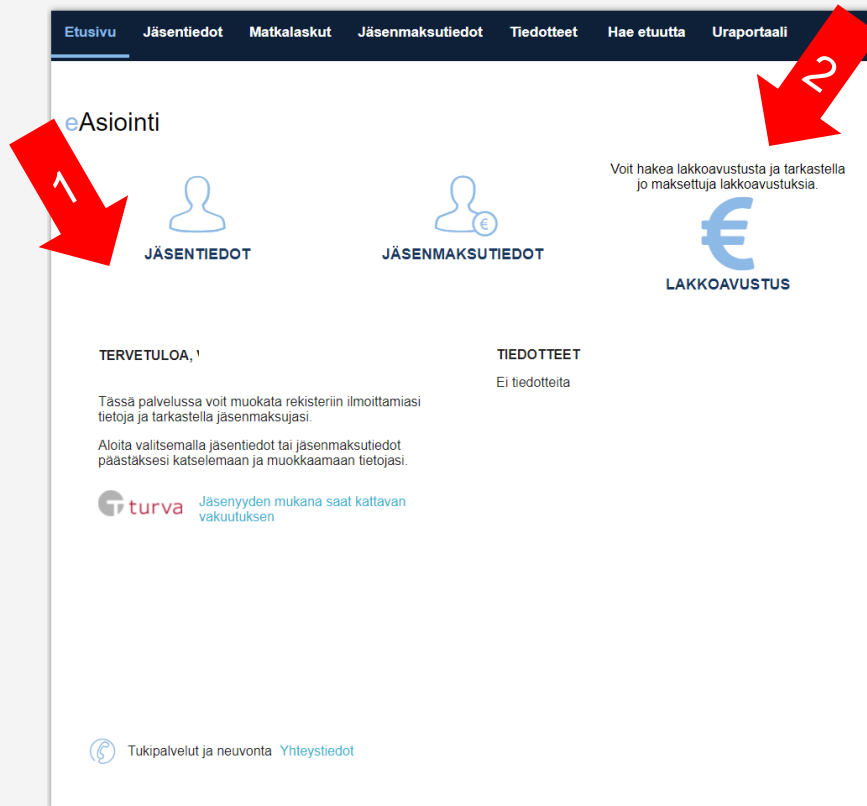 Etusivu Jäsentiedot Matkalaskut Jäsenmaksutiedot Tiedotteet Hae etuutta Uraportaali
2
eAsiointi
1
Voit hakea lakkoavustusta ja tarkastella
jo maksettuja lakkoavustuksia.
€
€
JÄSENTIEDOT
JÄSENMAKSUTIEDOT
LAKKOAVUSTUS
TERVETULOA,
Tässä palvelussa voit muokata rekisteriin ilmoittamiasi
tietoja ja tarkastella jäsenmaksujasi.
Aloita valitsemalla jäsentiedot tai jäsenmaksutiedot
päästäksesi katselemaan ja muokkaamaan tietojasi.
turva
Jäsenyyden mukana saat kattavan
vakuutuksen
TIEDOTTEET
Ei tiedotteita
Tukipalvelut ja neuvonta Yhteystiedot